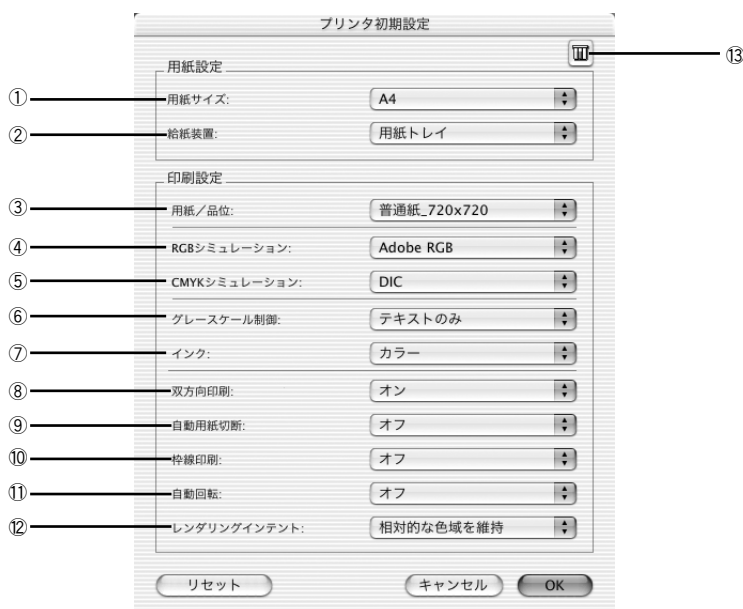 プリンタ初期設定
⑬
用紙設定
① 用紙サイズ: A4
② 給紙装置: 用紙トレイ
印刷設定
③ 用紙／品位: 普通紙_720x720
④ RGBシミュレーション: Adobe RGB
⑤ CMYKシミュレーション: DIC
⑥ グレースケール制御: テキストのみ
⑦ インク: カラー
⑧ 双方向印刷: オン
⑨ 自動用紙切断: オフ
⑩ 枠線印刷: オフ
⑪ 自動回転: オフ
⑫ レンダリングインテント: 相対的な色域を維持
リセット キャンセル OK